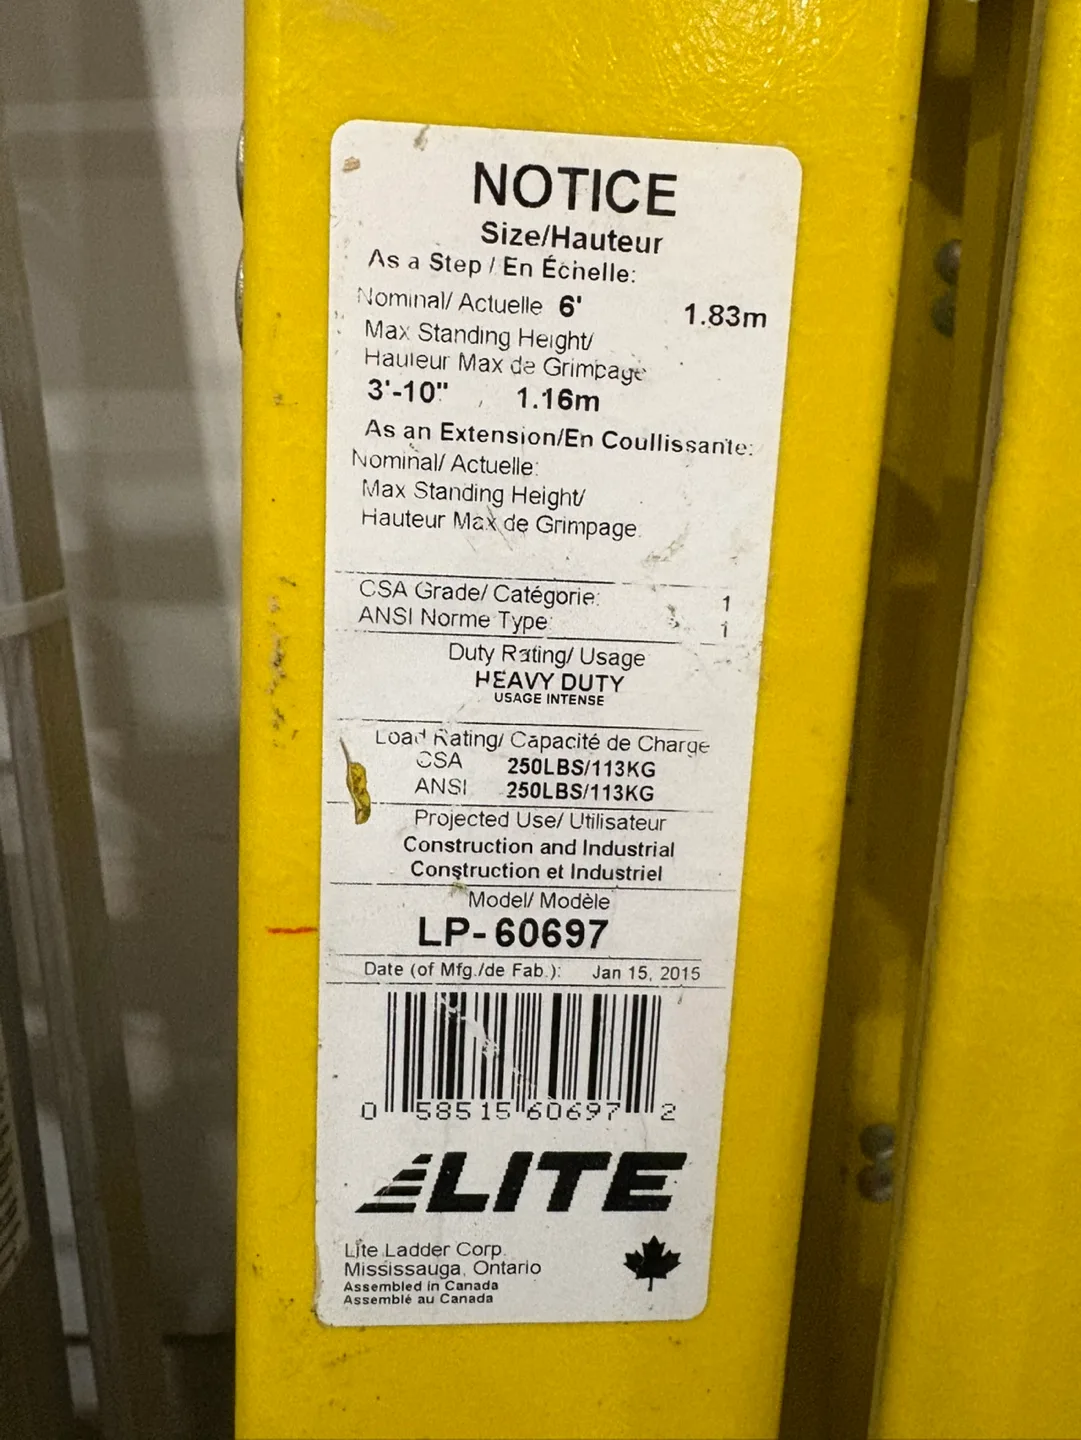 NOTICE
Size/Hauteur
As a Step / En Échelle:
Nominal/ Actuelle 6' 1.83m
Max Standing Height/
Hauteur Max de Grimpage
3'-10" 1.16m
As an Extension/En Coullissante:
Nominal/ Actuelle:
Max Standing Height/
Hauteur Max de Grimpage
CSA Grade/ Catégorie: 1
ANSI Norme Type 1
Duty Rating/ Usage
HEAVY DUTY
USAGE INTENSE
Load Rating/ Capacité de Charge
CSA 250LBS/113KG
ANSI 250LBS/113KG
Projected Use/ Utilisateur
Construction and Industrial
Construction et Industriel
Model/ Modèle
LP-60697
Date (of Mfg./de Fab.): Jan 15, 2015
0 58515 60697 2
LITE
Lite Ladder Corp.
Mississauga, Ontario
Assembled in Canada
Assemblé au Canada